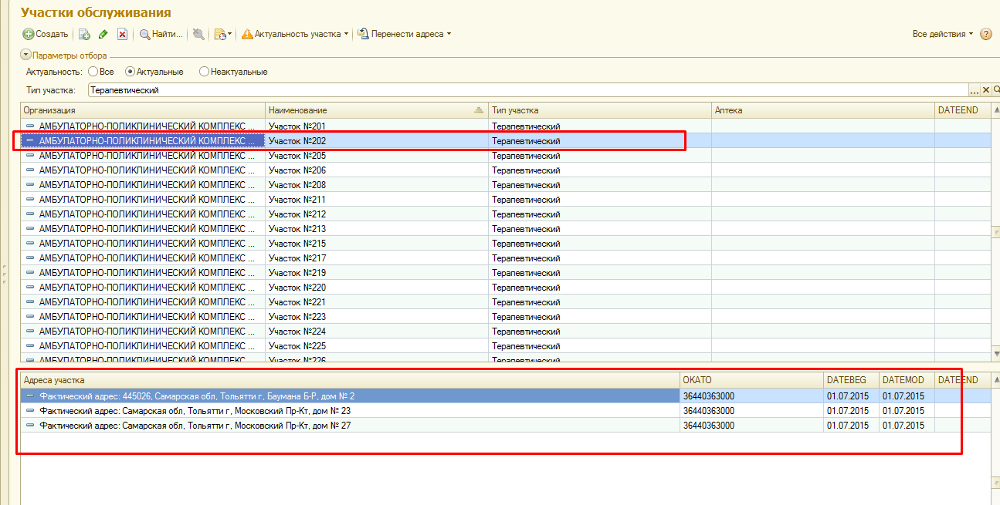 Участки обслуживания
Создать Найти... Актуальность участка Перенести адреса Все действия ?
Параметры отбора
Актуальность: Все Актуальные Неактуальные
Тип участка: Терапевтический
Организация Наименование Тип участка Аптека DATEEND
АМБУЛАТОРНО-ПОЛИКЛИНИЧЕСКИЙ КОМПЛЕКС ... Участок №201 Терапевтический
АМБУЛАТОРНО-ПОЛИКЛИНИЧЕСКИЙ КОМПЛЕКС ... Участок №202 Терапевтический
АМБУЛАТОРНО-ПОЛИКЛИНИЧЕСКИЙ КОМПЛЕКС ... Участок №205 Терапевтический
АМБУЛАТОРНО-ПОЛИКЛИНИЧЕСКИЙ КОМПЛЕКС ... Участок №206 Терапевтический
АМБУЛАТОРНО-ПОЛИКЛИНИЧЕСКИЙ КОМПЛЕКС ... Участок №208 Терапевтический
АМБУЛАТОРНО-ПОЛИКЛИНИЧЕСКИЙ КОМПЛЕКС ... Участок №211 Терапевтический
АМБУЛАТОРНО-ПОЛИКЛИНИЧЕСКИЙ КОМПЛЕКС ... Участок №212 Терапевтический
АМБУЛАТОРНО-ПОЛИКЛИНИЧЕСКИЙ КОМПЛЕКС ... Участок №213 Терапевтический
АМБУЛАТОРНО-ПОЛИКЛИНИЧЕСКИЙ КОМПЛЕКС ... Участок №215 Терапевтический
АМБУЛАТОРНО-ПОЛИКЛИНИЧЕСКИЙ КОМПЛЕКС ... Участок №217 Терапевтический
АМБУЛАТОРНО-ПОЛИКЛИНИЧЕСКИЙ КОМПЛЕКС ... Участок №219 Терапевтический
АМБУЛАТОРНО-ПОЛИКЛИНИЧЕСКИЙ КОМПЛЕКС ... Участок №220 Терапевтический
АМБУЛАТОРНО-ПОЛИКЛИНИЧЕСКИЙ КОМПЛЕКС ... Участок №221 Терапевтический
АМБУЛАТОРНО-ПОЛИКЛИНИЧЕСКИЙ КОМПЛЕКС ... Участок №223 Терапевтический
АМБУЛАТОРНО-ПОЛИКЛИНИЧЕСКИЙ КОМПЛЕКС ... Участок №224 Терапевтический
АМБУЛАТОРНО-ПОЛИКЛИНИЧЕСКИЙ КОМПЛЕКС ... Участок №225 Терапевтический
АМБУЛАТОРНО-ПОЛИКЛИНИЧЕСКИЙ КОМПЛЕКС ... Участок №226 Терапевтический
Адреса участка ОКАТО DATEBEG DATEMOD DATEEND
Фактический адрес: 445026, Самарская обл, Тольятти г, Баумана Б-Р, дом № 2 36440363000 01.07.2015 01.07.2015
Фактический адрес: Самарская обл, Тольятти г, Московский Пр-Кт, дом № 23 36440363000 01.07.2015 01.07.2015
Фактический адрес: Самарская обл, Тольятти г, Московский Пр-Кт, дом № 27 36440363000 01.07.2015 01.07.2015